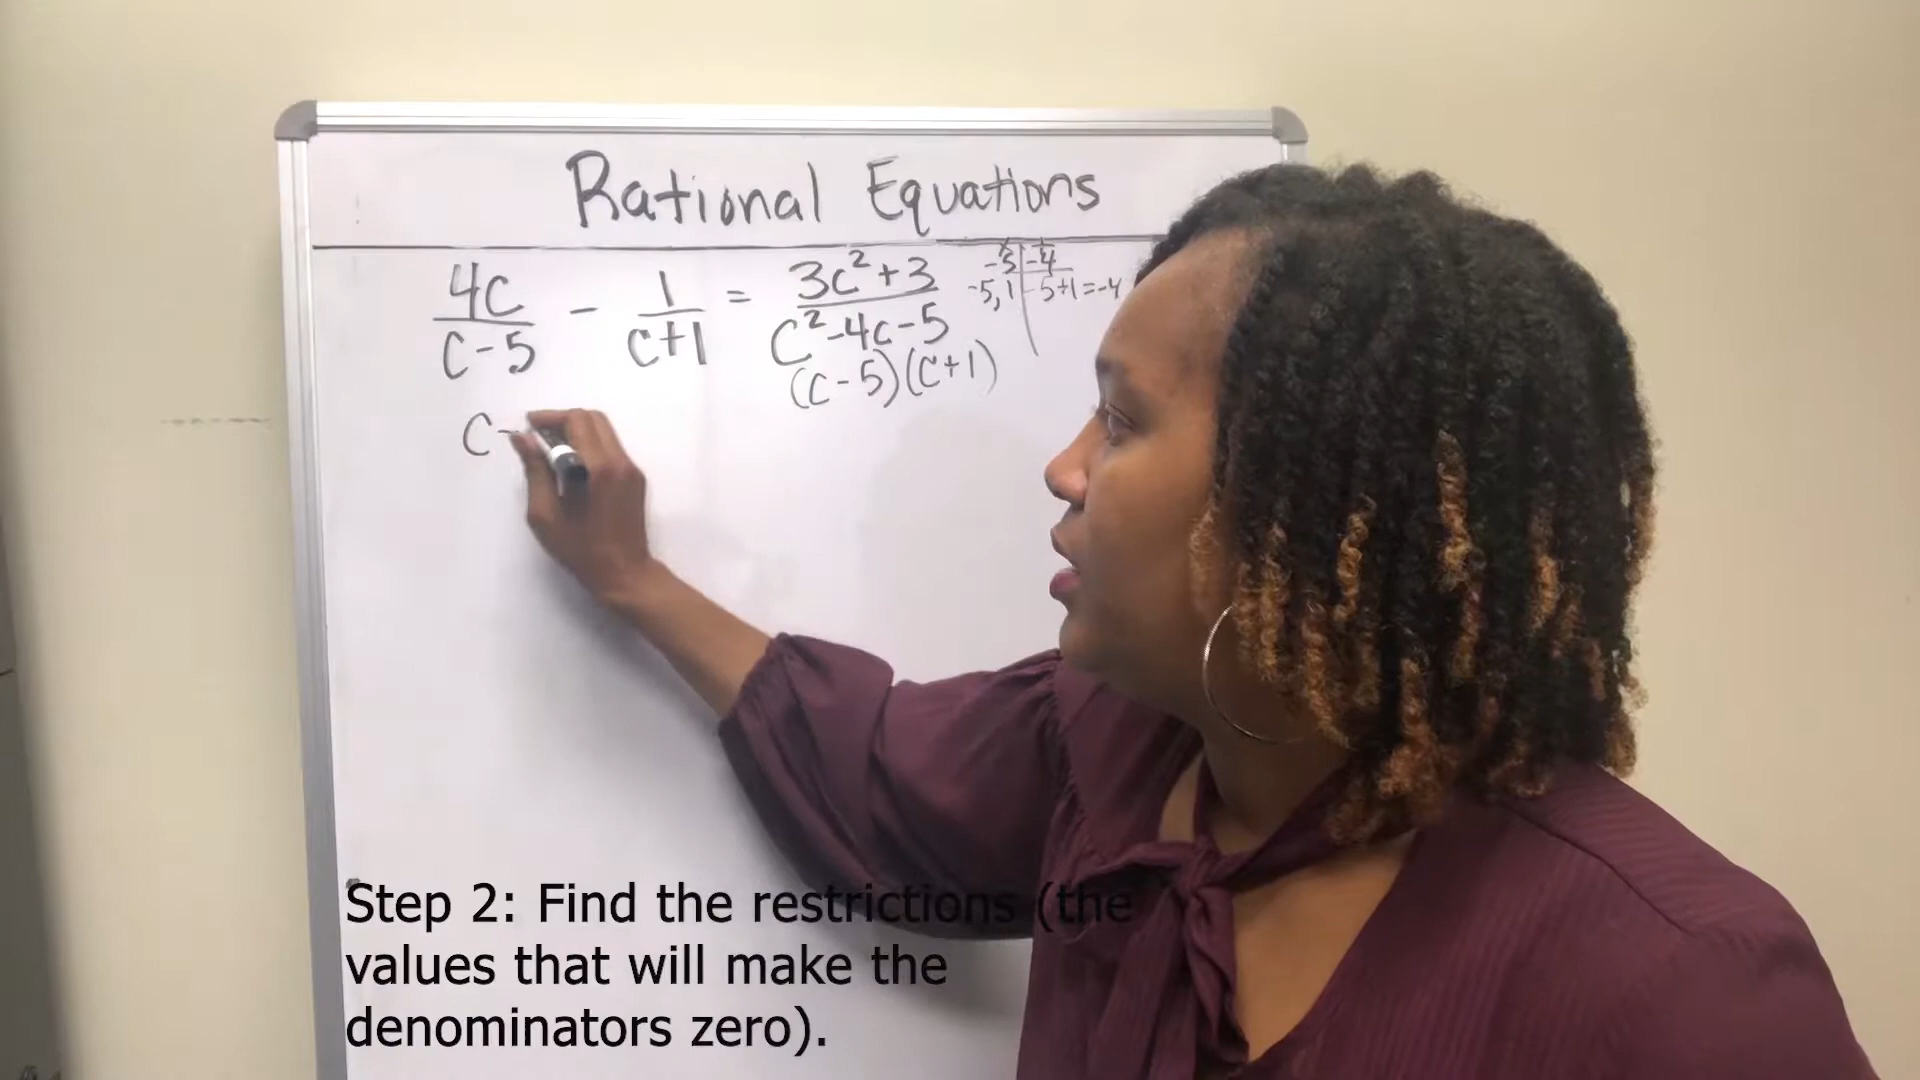 Rational Equations
4c/(c-5) - 1/(c+1) = (3c²+3)/(c²-4c-5)
(c-5)(c+1)
-5 | -4
-5,1 | -5+1=-4
c-
Step 2: Find the restrictions (the
values that will make the
denominators zero).